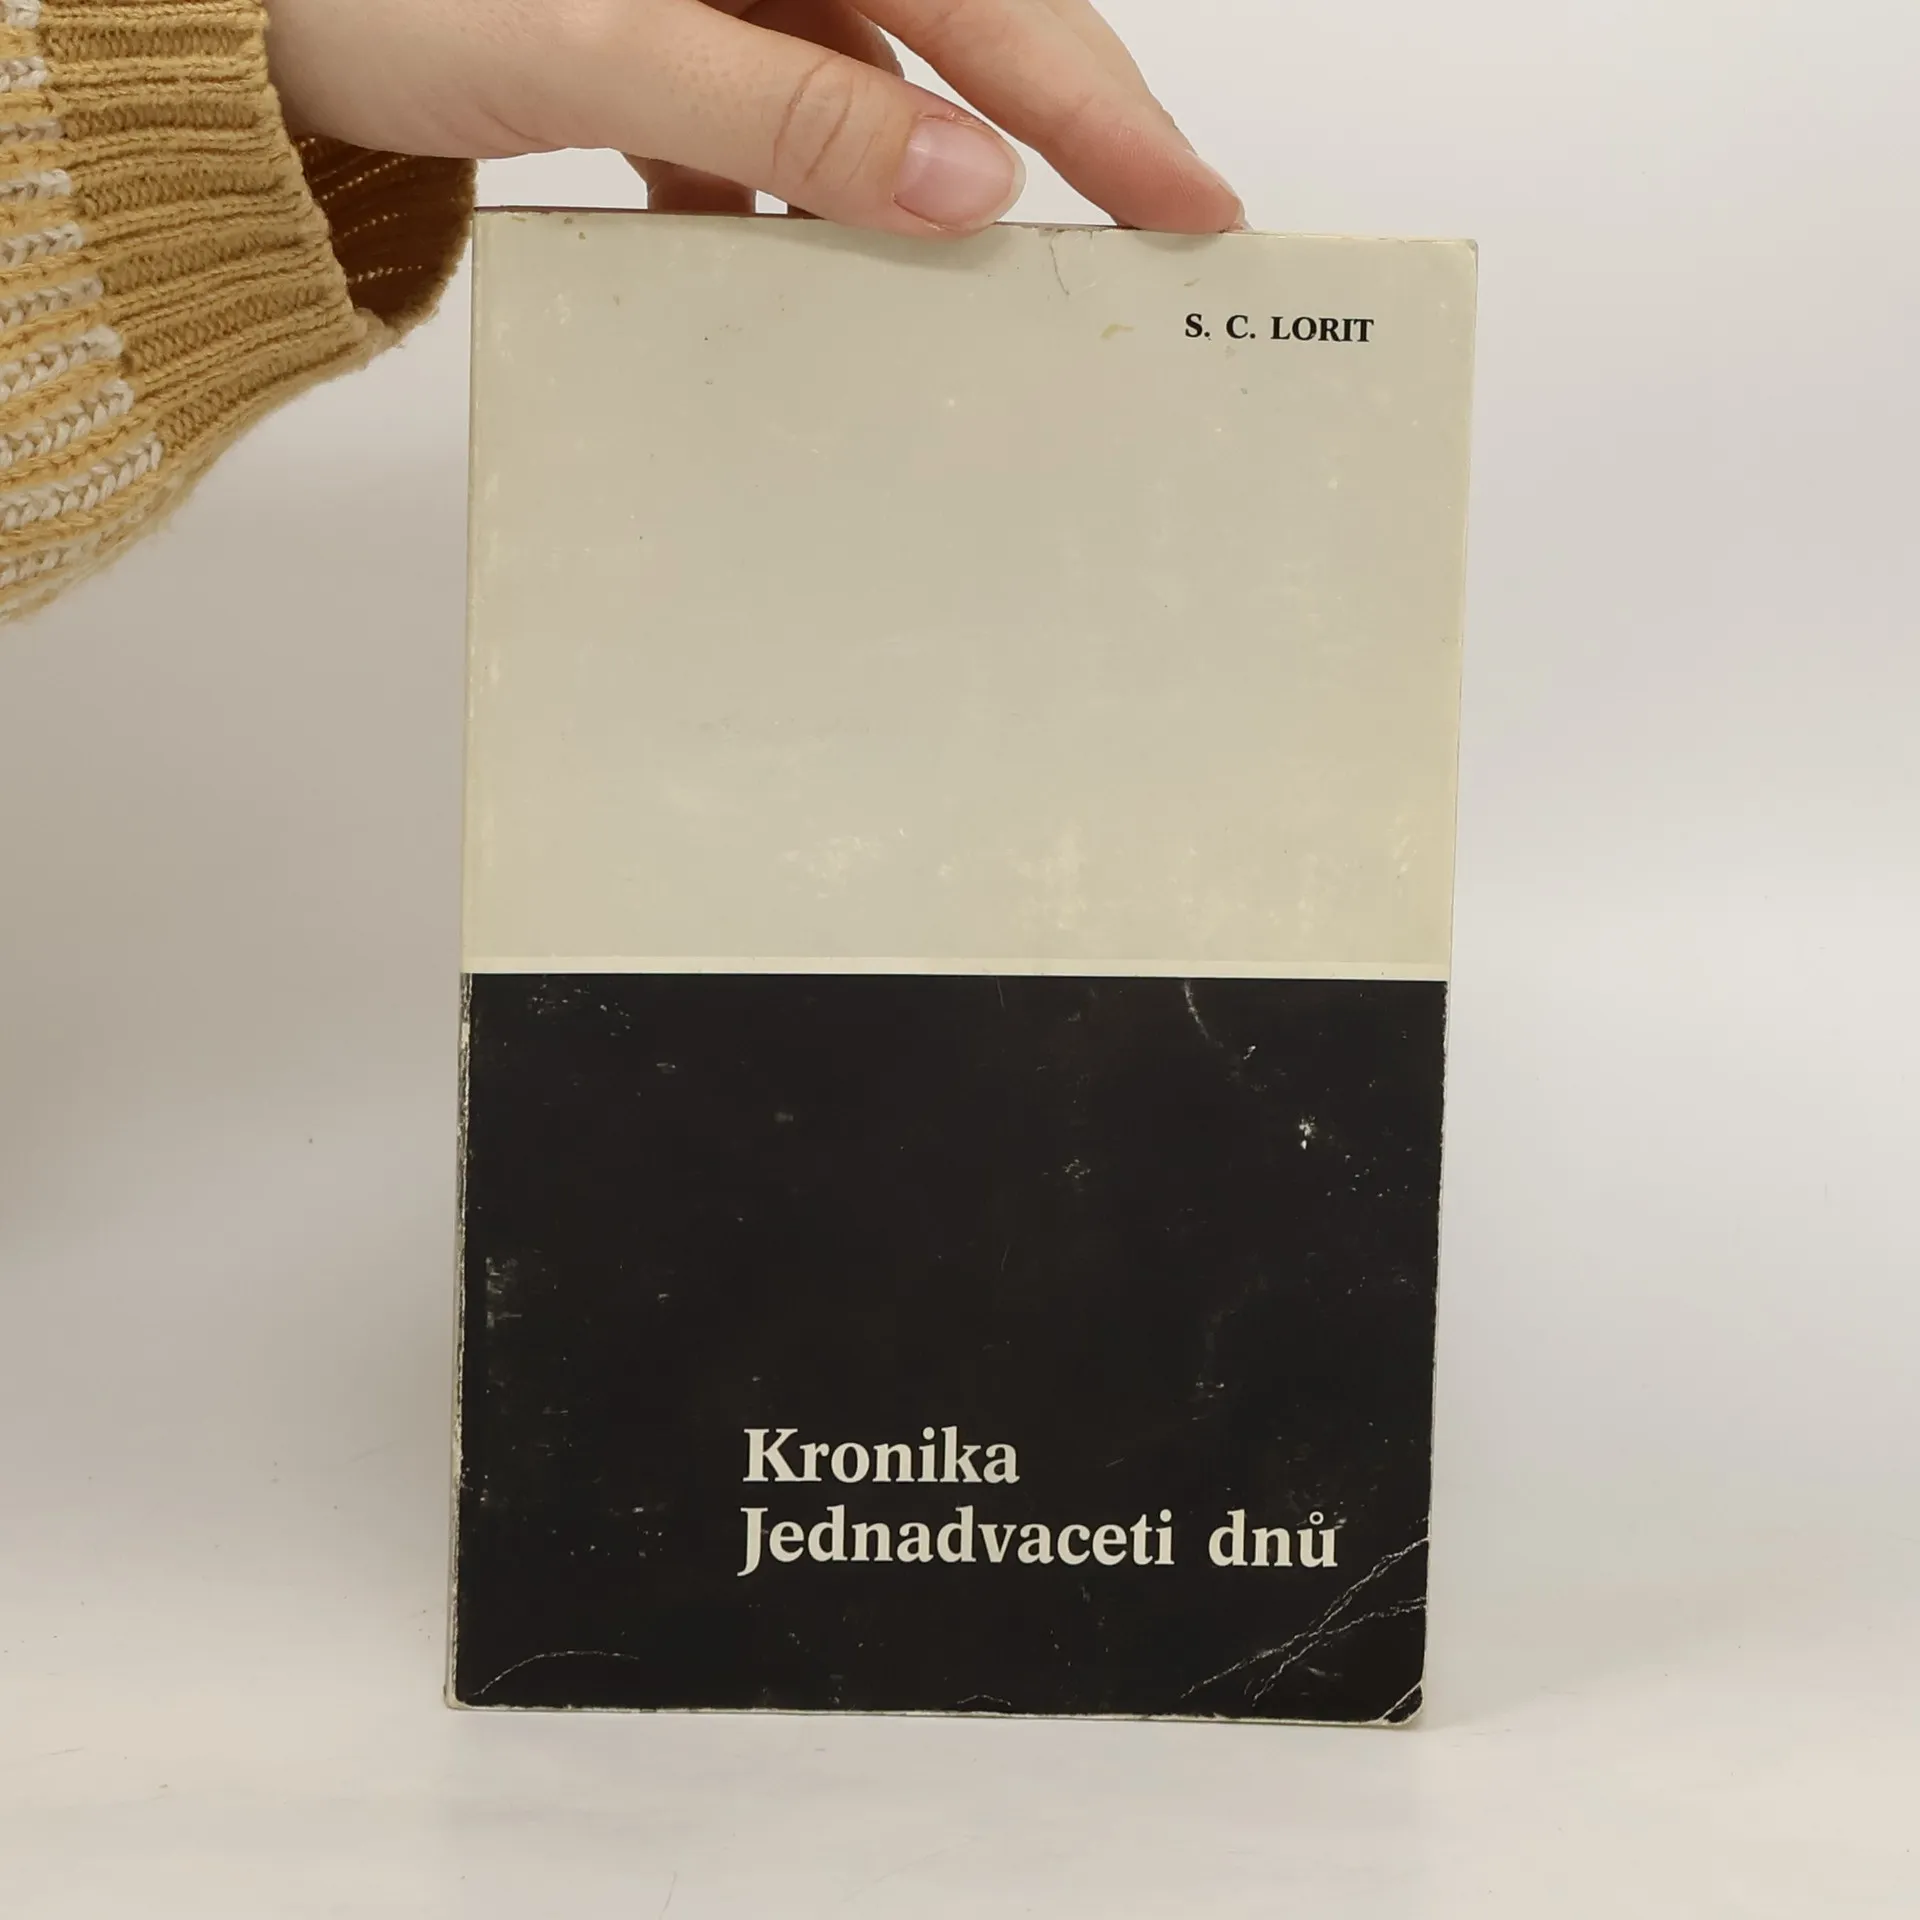 S. C. LORIT
Kronika
Jednadvaceti dnů